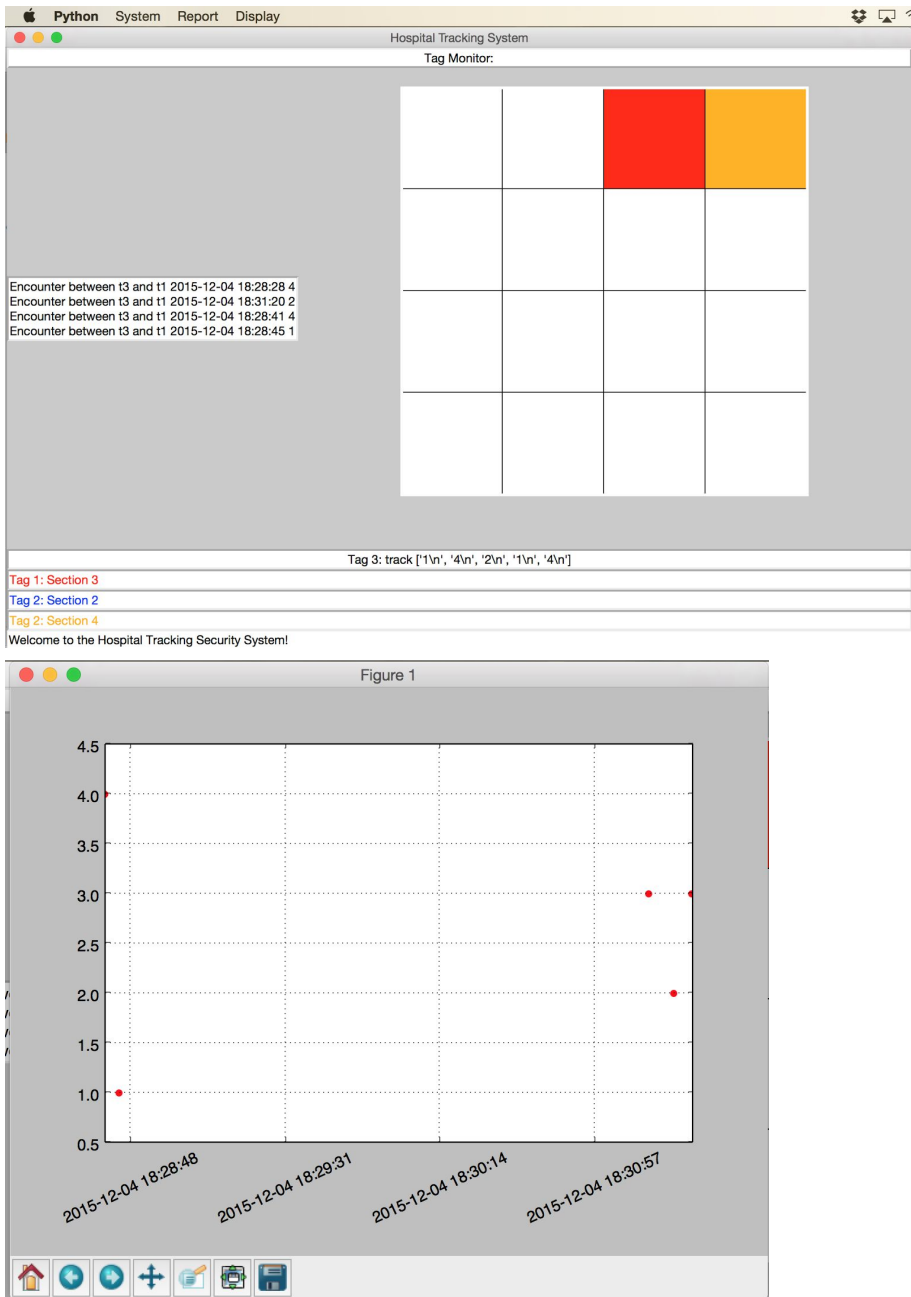 Python System Report Display
Hospital Tracking System
Tag Monitor:
Encounter between t3 and t1 2015-12-04 18:28:28 4
Encounter between t3 and t1 2015-12-04 18:31:20 2
Encounter between t3 and t1 2015-12-04 18:28:41 4
Encounter between t3 and t1 2015-12-04 18:28:45 1
Tag 3: track ['1\n', '4\n', '2\n', '1\n', '4\n']
Tag 1: Section 3
Tag 2: Section 2
Tag 2: Section 4
Welcome to the Hospital Tracking Security System!
Figure 1
4.5
4.0
3.5
3.0
2.5
2.0
1.5
1.0
0.5
2015-12-04 18:28:48
2015-12-04 18:29:31
2015-12-04 18:30:14
2015-12-04 18:30:57